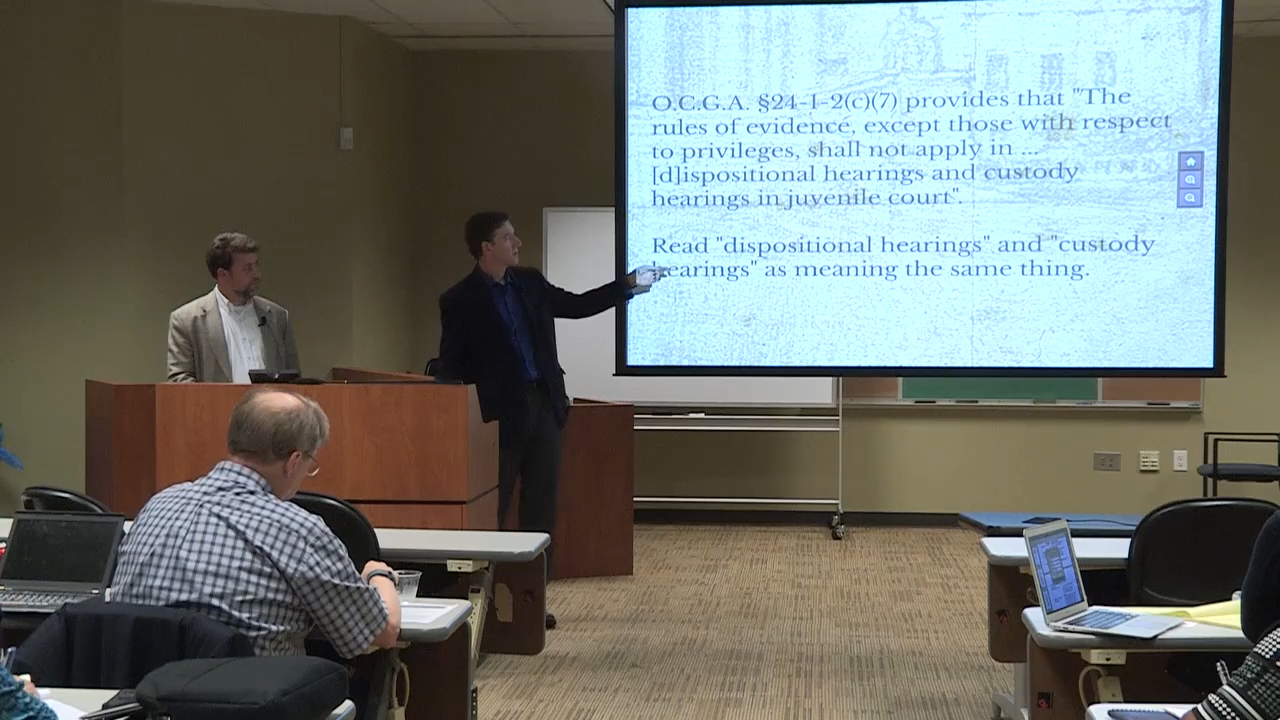 O.C.G.A. §24-1-2(c)(7) provides that "The
rules of evidence, except those with respect
to privileges, shall not apply in ...
[d]ispositional hearings and custody
hearings in juvenile court".
Read "dispositional hearings" and "custody
hearings" as meaning the same thing.